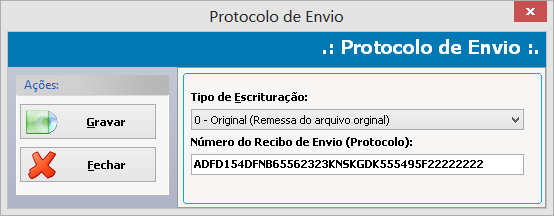 Protocolo de Envio
.: Protocolo de Envio :.
Ações:
Gravar
Fechar
Tipo de Escrituração:
0 - Original (Remessa do arquivo orginal)
Número do Recibo de Envio (Protocolo):
ADFD154DFNB65562323KNSKGDK555495F22222222